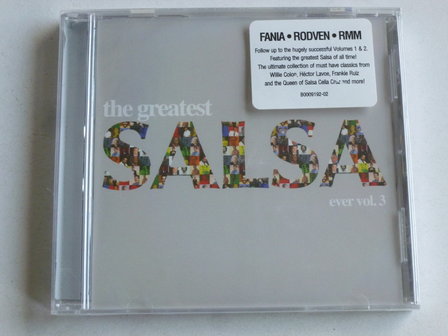 FANIA • RODVEN • RMM
Follow up to the hugely successful Volumes 1 & 2.
Featuring the greatest Salsa of all time!
The ultimate collection of must have classics from
Willie Colon, Héctor Lavoe, Frankie Ruiz
and the Queen of Salsa Celia Cruz and more!
B0009192-02
the greatest
SALSA
ever vol. 3